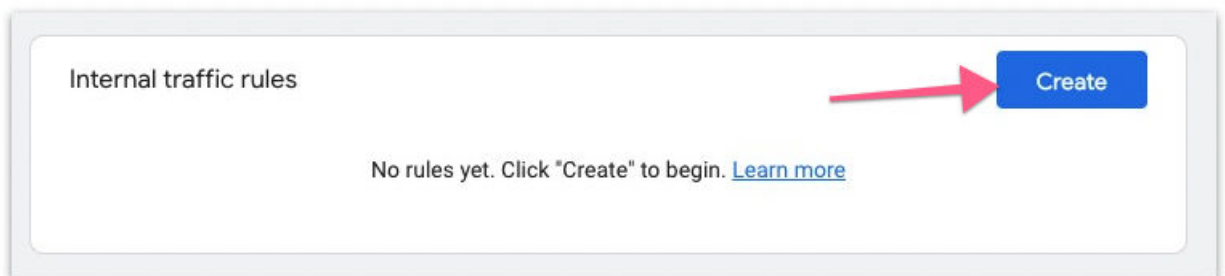 Internal traffic rules
Create
No rules yet. Click "Create" to begin. Learn more